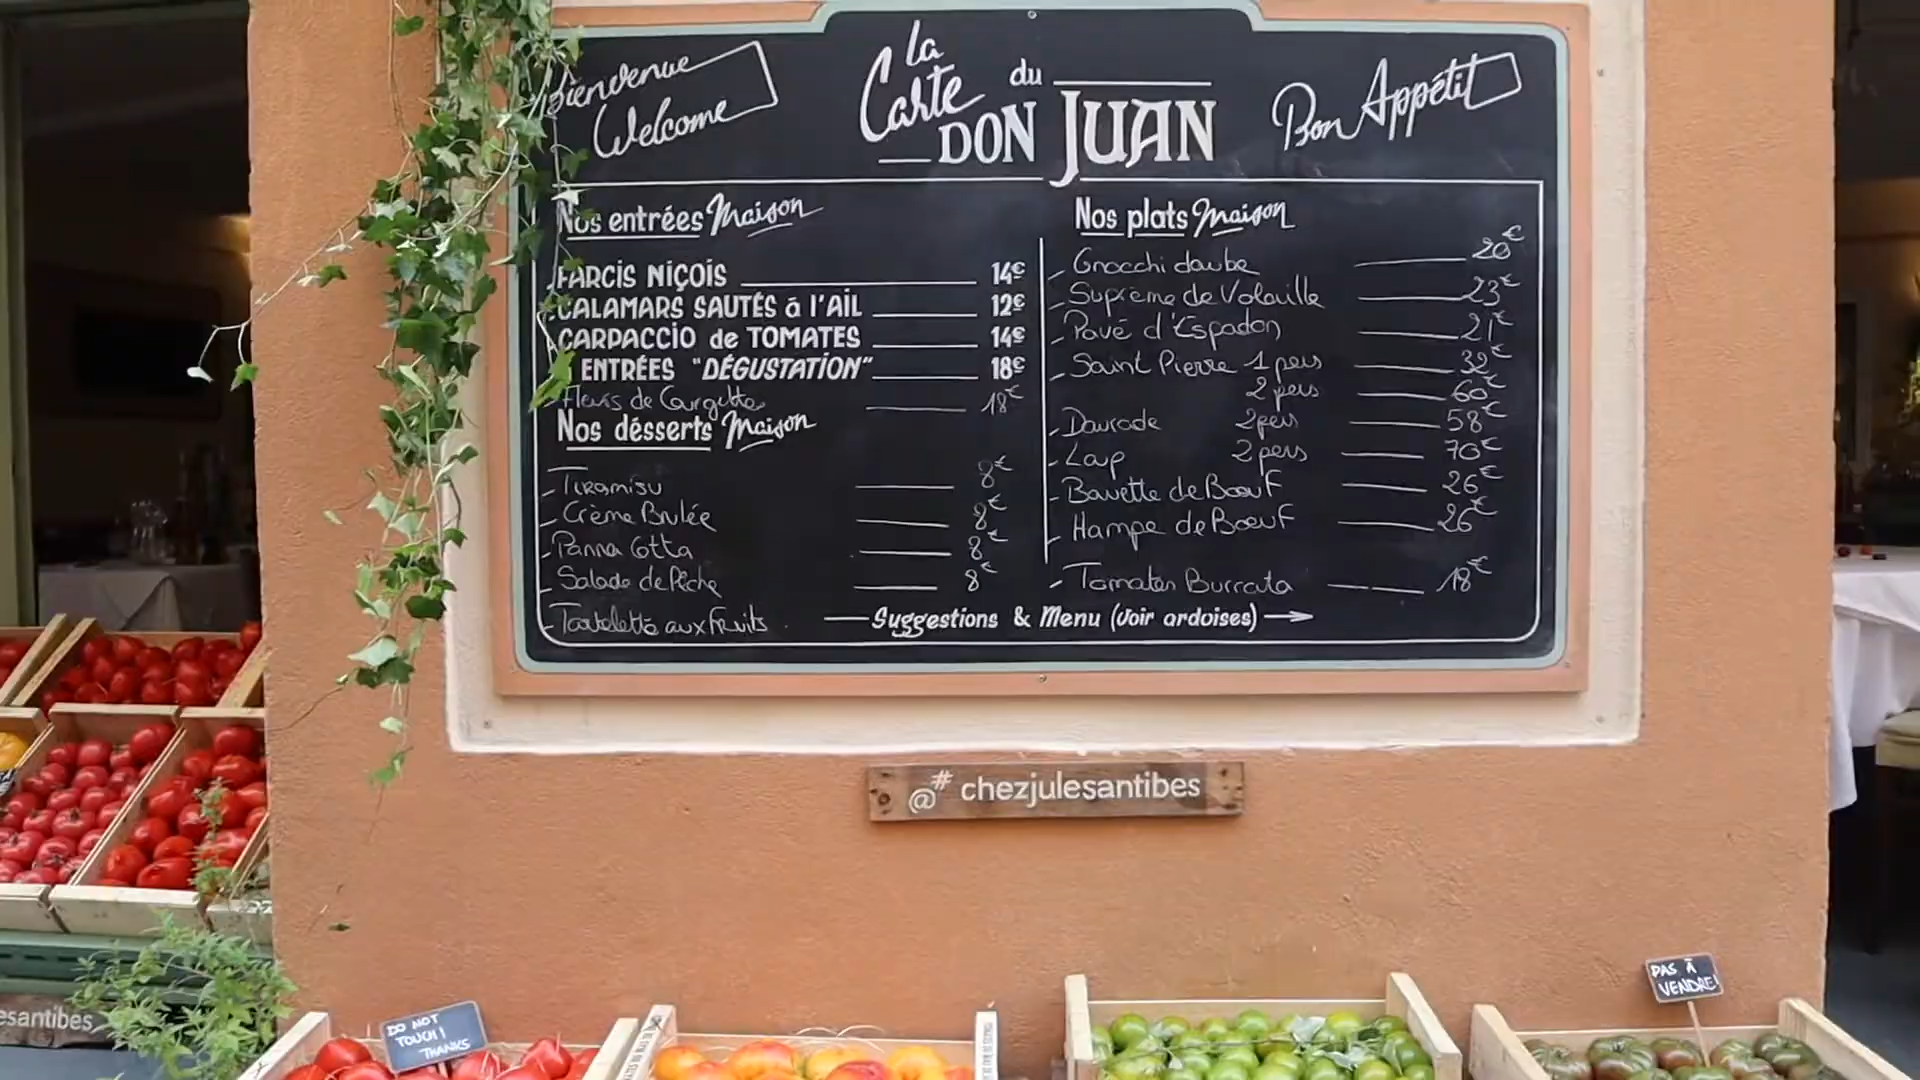 Bienvenue
Welcome
La Carte du
DON JUAN
Bon Appétit
Nos entrées Maison
FARCIS NIÇOIS 14€
CALAMARS SAUTÉS à l'AIL 12€
CARPACCIO de TOMATES 14€
ENTRÉES "DÉGUSTATION" 18€
Fleurs de Courgette 18€
Nos désserts Maison
- Tiramisu 8€
- Crème Brulée 8€
- Panna Cotta 8€
- Salade de Pêche 8€
- Tartelette aux Fruits
Nos plats Maison
- Gnocchi daube 20€
- Suprême de Volaille 23€
- Pavé d'Espadon 21€
- Saint Pierre 1 pers 32€
2 pers 60€
- Daurade 2 pers 58€
- Loup 2 pers 70€
- Bavette de Boeuf 26€
- Hampe de Boeuf 26€
- Tomates Burrata 18€
Suggestions & Menu (Voir ardoises)
@# chezjulesantibes
esantibes
DO NOT
TOUCH!
THANKS
PAS À
VENDRE!